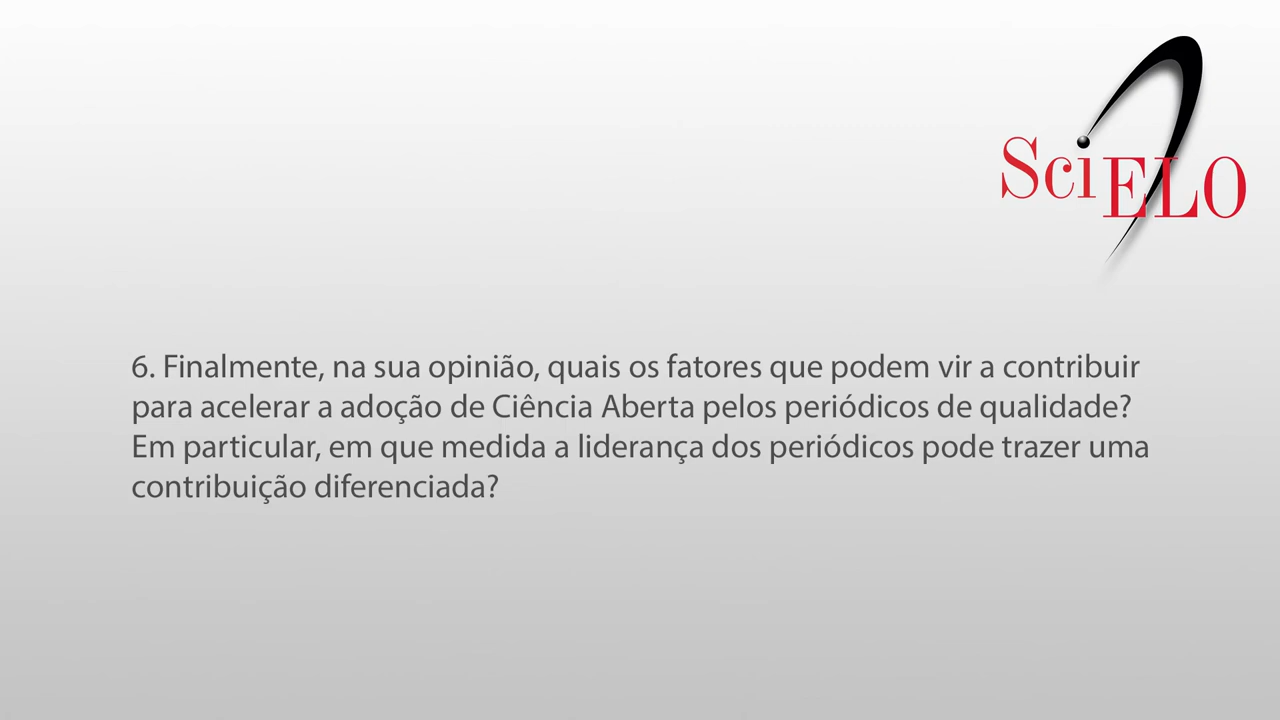 SciELO
6. Finalmente, na sua opinião, quais os fatores que podem vir a contribuir
para acelerar a adoção de Ciência Aberta pelos periódicos de qualidade?
Em particular, em que medida a liderança dos periódicos pode trazer uma
contribuição diferenciada?